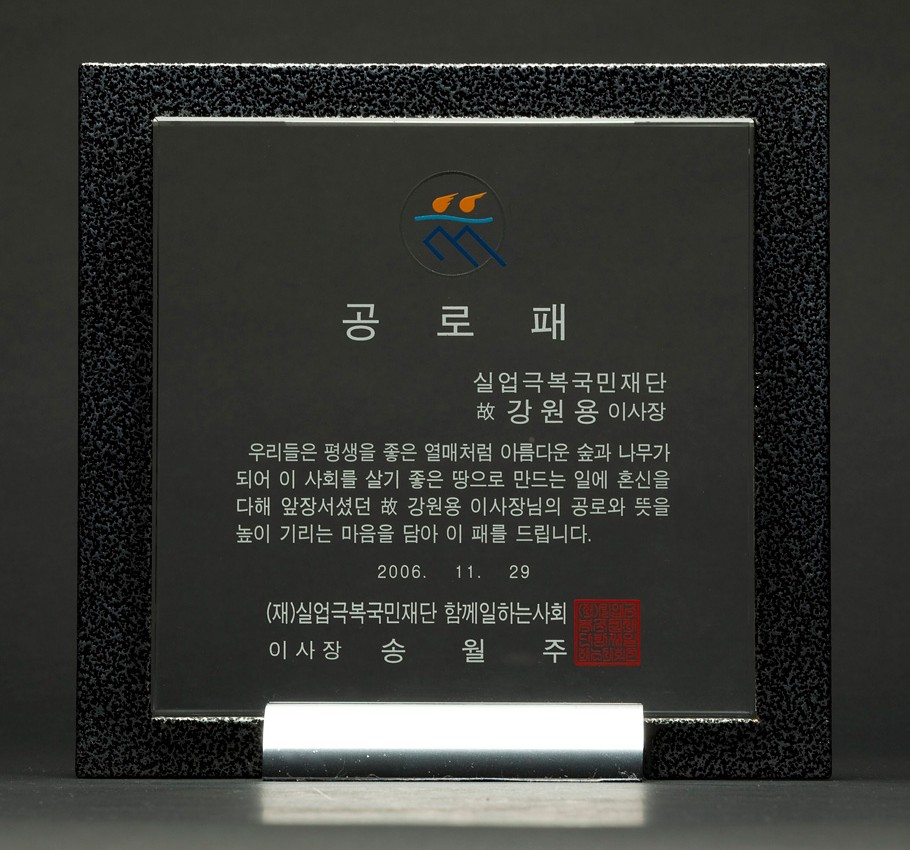 공 로 패
실업극복국민재단
故 강원용 이사장
우리들은 평생을 좋은 열매처럼 아름다운 숲과 나무가
되어 이 사회를 살기 좋은 땅으로 만드는 일에 혼신을
다해 앞장서셨던 故 강원용 이사장님의 공로와 뜻을
높이 기리는 마음을 담아 이 패를 드립니다.
2006. 11. 29
(재)실업극복국민재단 함께일하는사회
이사장 송 월 주